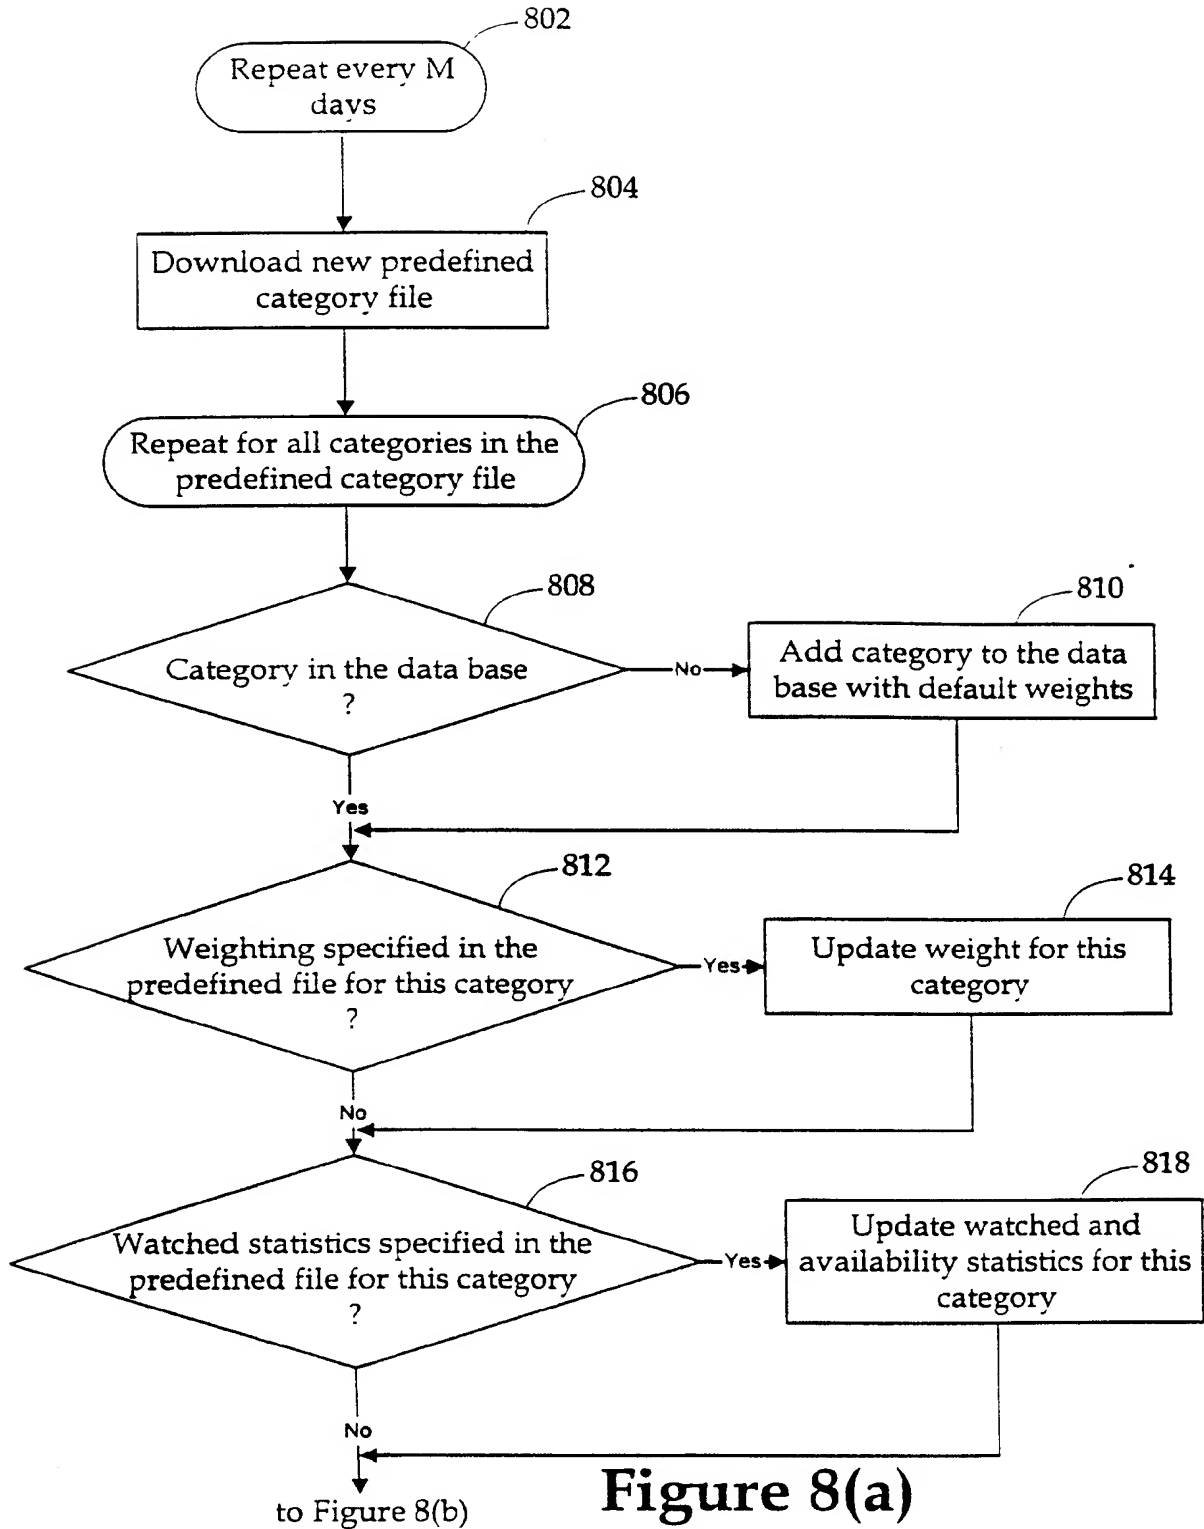 802
Repeat every M
days
804
Download new predefined
category file
806
Repeat for all categories in the
predefined category file
808
Category in the data base
?
No
810
Add category to the data
base with default weights
Yes
812
Weighting specified in the
predefined file for this category
?
Yes
814
Update weight for this
category
No
816
Watched statistics specified in the
predefined file for this category
?
Yes
818
Update watched and
availability statistics for this
category
No
to Figure 8(b)
Figure 8(a)